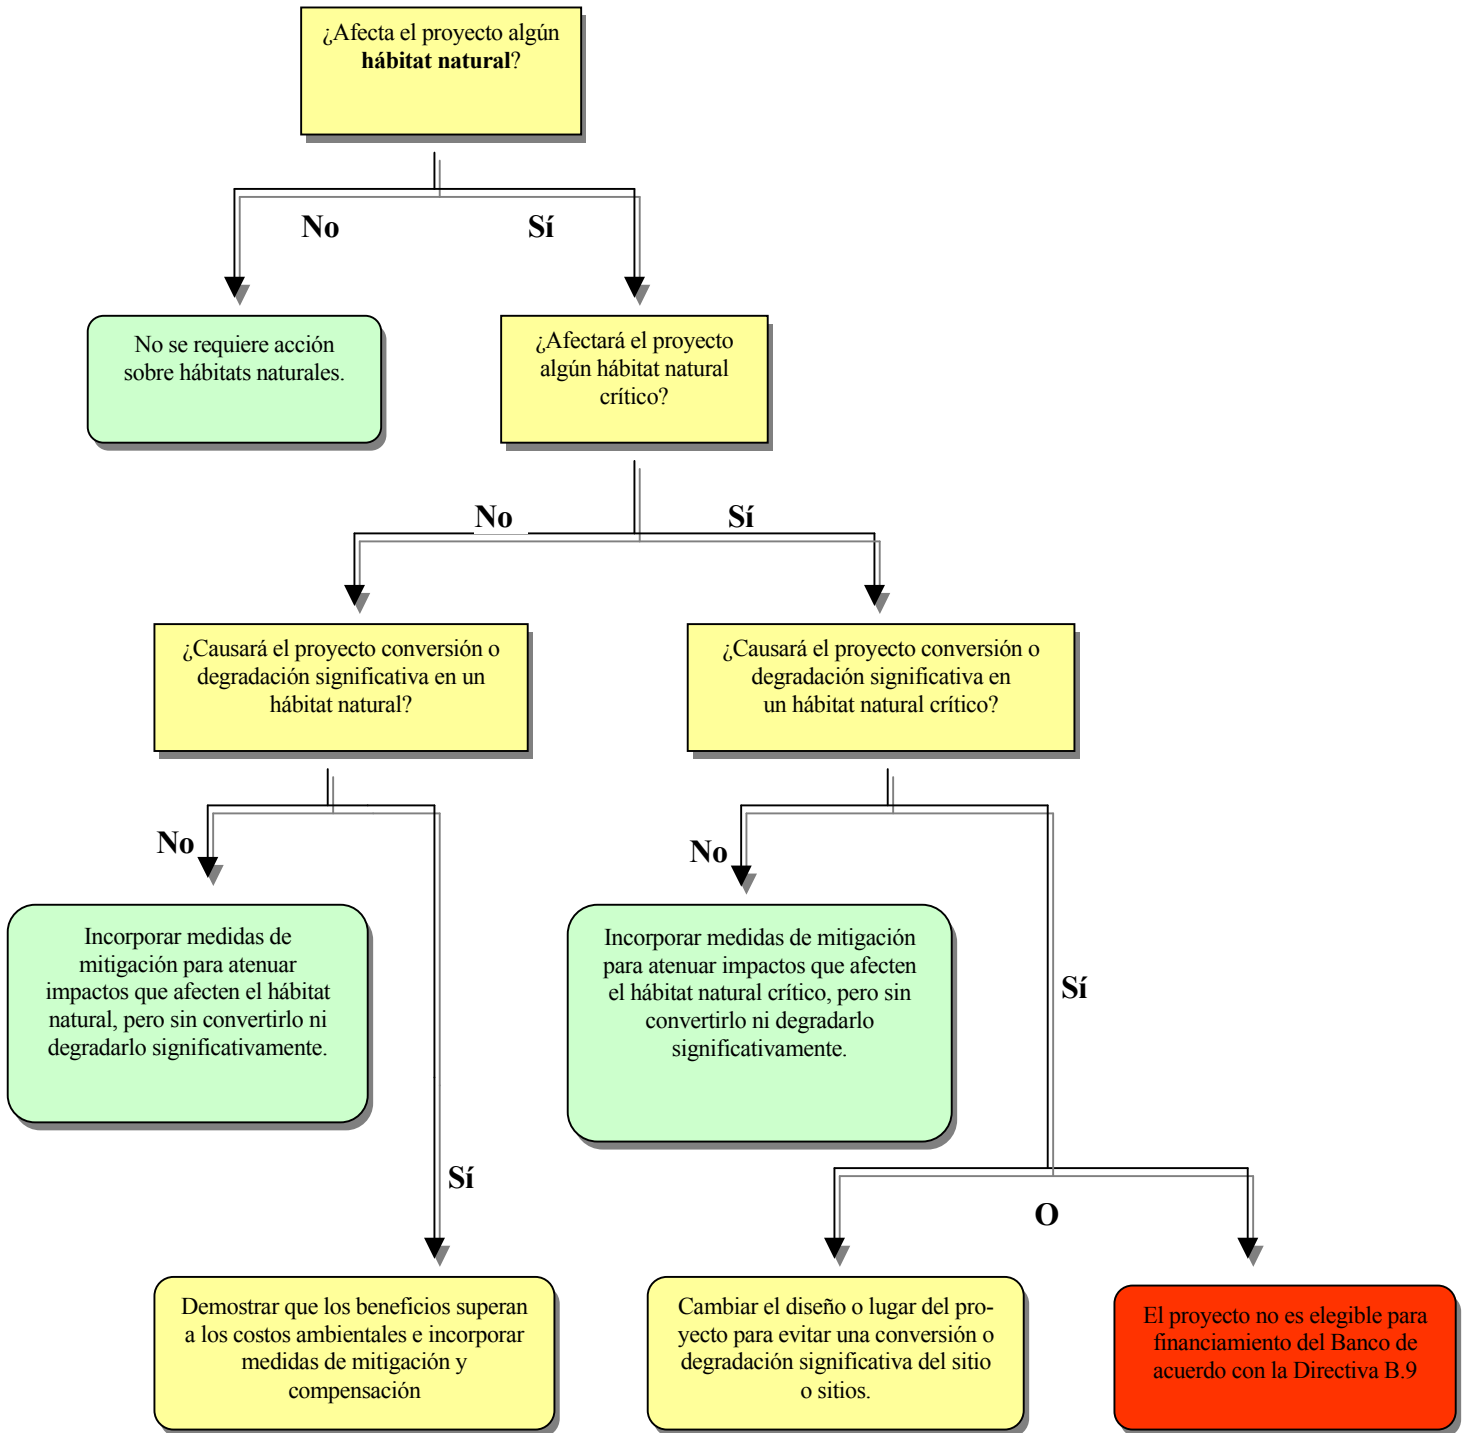 ¿Afecta el proyecto algún
hábitat natural?
No
Sí
No se requiere acción
sobre hábitats naturales.
¿Afectará el proyecto
algún hábitat natural
crítico?
No
Sí
¿Causará el proyecto conversión o
degradación significativa en un
hábitat natural?
¿Causará el proyecto conversión o
degradación significativa en
un hábitat natural crítico?
No
No
Incorporar medidas de
mitigación para atenuar
impactos que afecten el hábitat
natural, pero sin convertirlo ni
degradarlo significativamente.
Incorporar medidas de mitigación
para atenuar impactos que afecten
el hábitat natural crítico, pero sin
convertirlo ni degradarlo
significativamente.
Sí
Sí
O
Demostrar que los beneficios superan
a los costos ambientales e incorporar
medidas de mitigación y
compensación
Cambiar el diseño o lugar del pro-
yecto para evitar una conversión o
degradación significativa del sitio
o sitios.
El proyecto no es elegible para
financiamiento del Banco de
acuerdo con la Directiva B.9